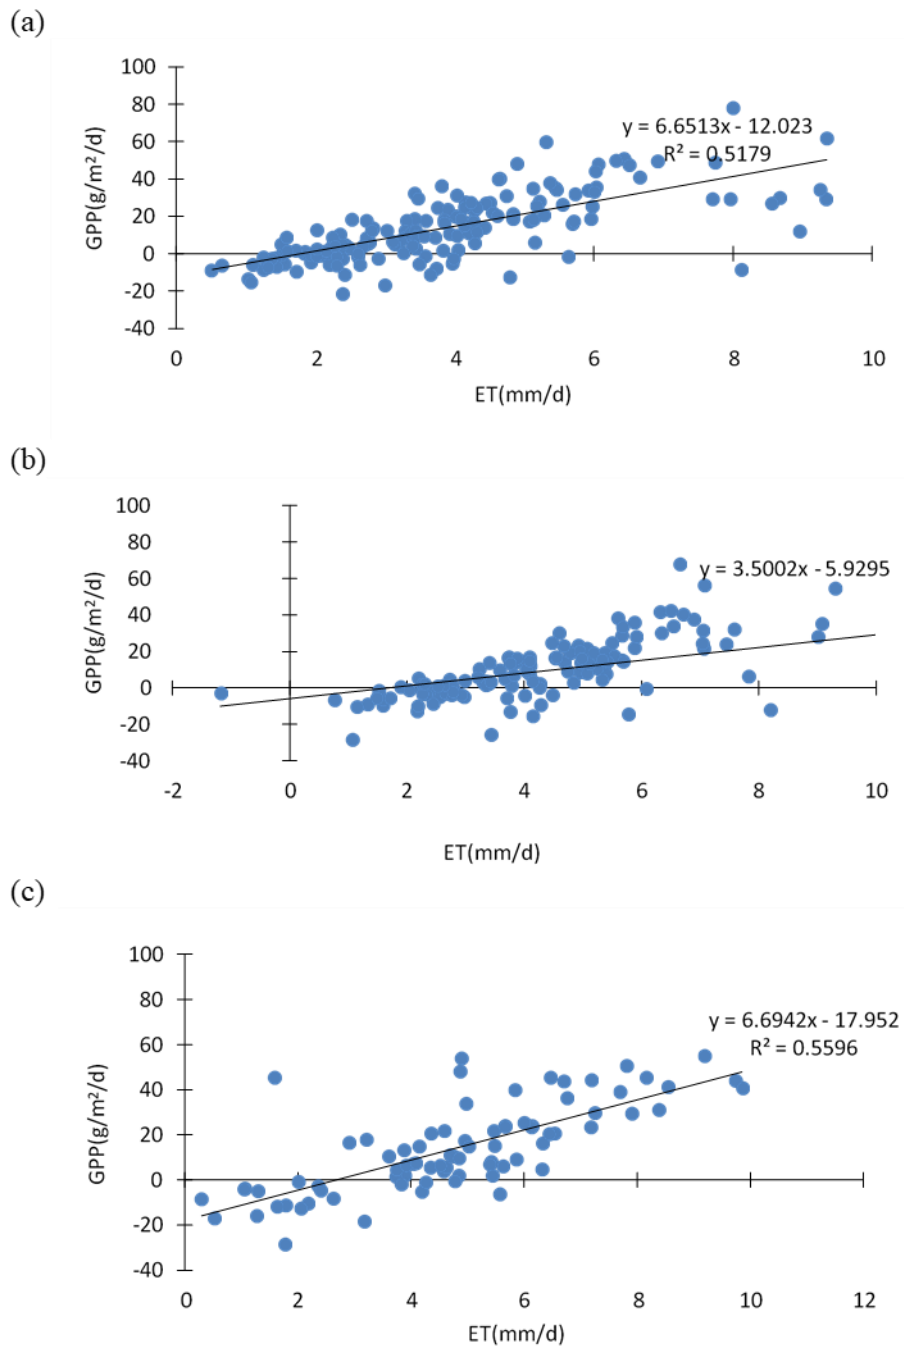 (a)
100
80
60
40
20
0
-20
-40
GPP(g/m²/d)
y = 6.6513x - 12.023
R² = 0.5179
0 2 4 6 8 10
ET(mm/d)
(b)
100
80
60
40
20
0
-20
-40
GPP(g/m²/d)
y = 3.5002x - 5.9295
-2 0 2 4 6 8 10
ET(mm/d)
(c)
100
80
60
40
20
0
-20
-40
GPP(g/m²/d)
y = 6.6942x - 17.952
R² = 0.5596
0 2 4 6 8 10 12
ET(mm/d)